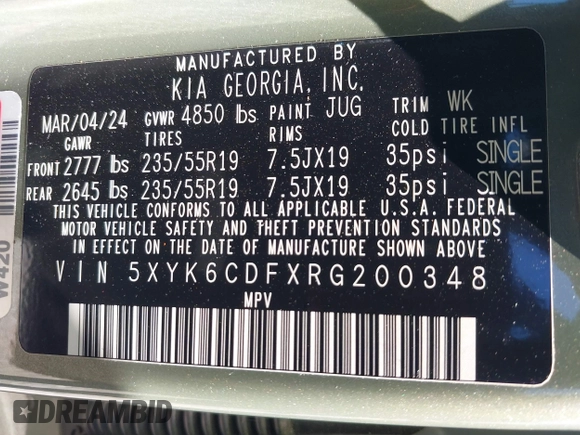 MANUFACTURED BY
KIA GEORGIA, INC.
MAR/04/24 GVWR 4850 lbs PAINT JUG TRIM WK
GAWR TIRES RIMS COLD TIRE INFL
FRONT 2777 lbs 235/55R19 7.5JX19 35psi SINGLE
REAR 2645 lbs 235/55R19 7.5JX19 35psi SINGLE
THIS VEHICLE CONFORMS TO ALL APPLICABLE U.S.A. FEDERAL
MOTOR VEHICLE SAFETY AND THEFT PREVENTION STANDARDS
IN EFFECT ON THE DATE OF MANUFACTURE SHOWN ABOVE.
VIN 5XYK6CDFXRG200348
MPV
W420
DREAMBID